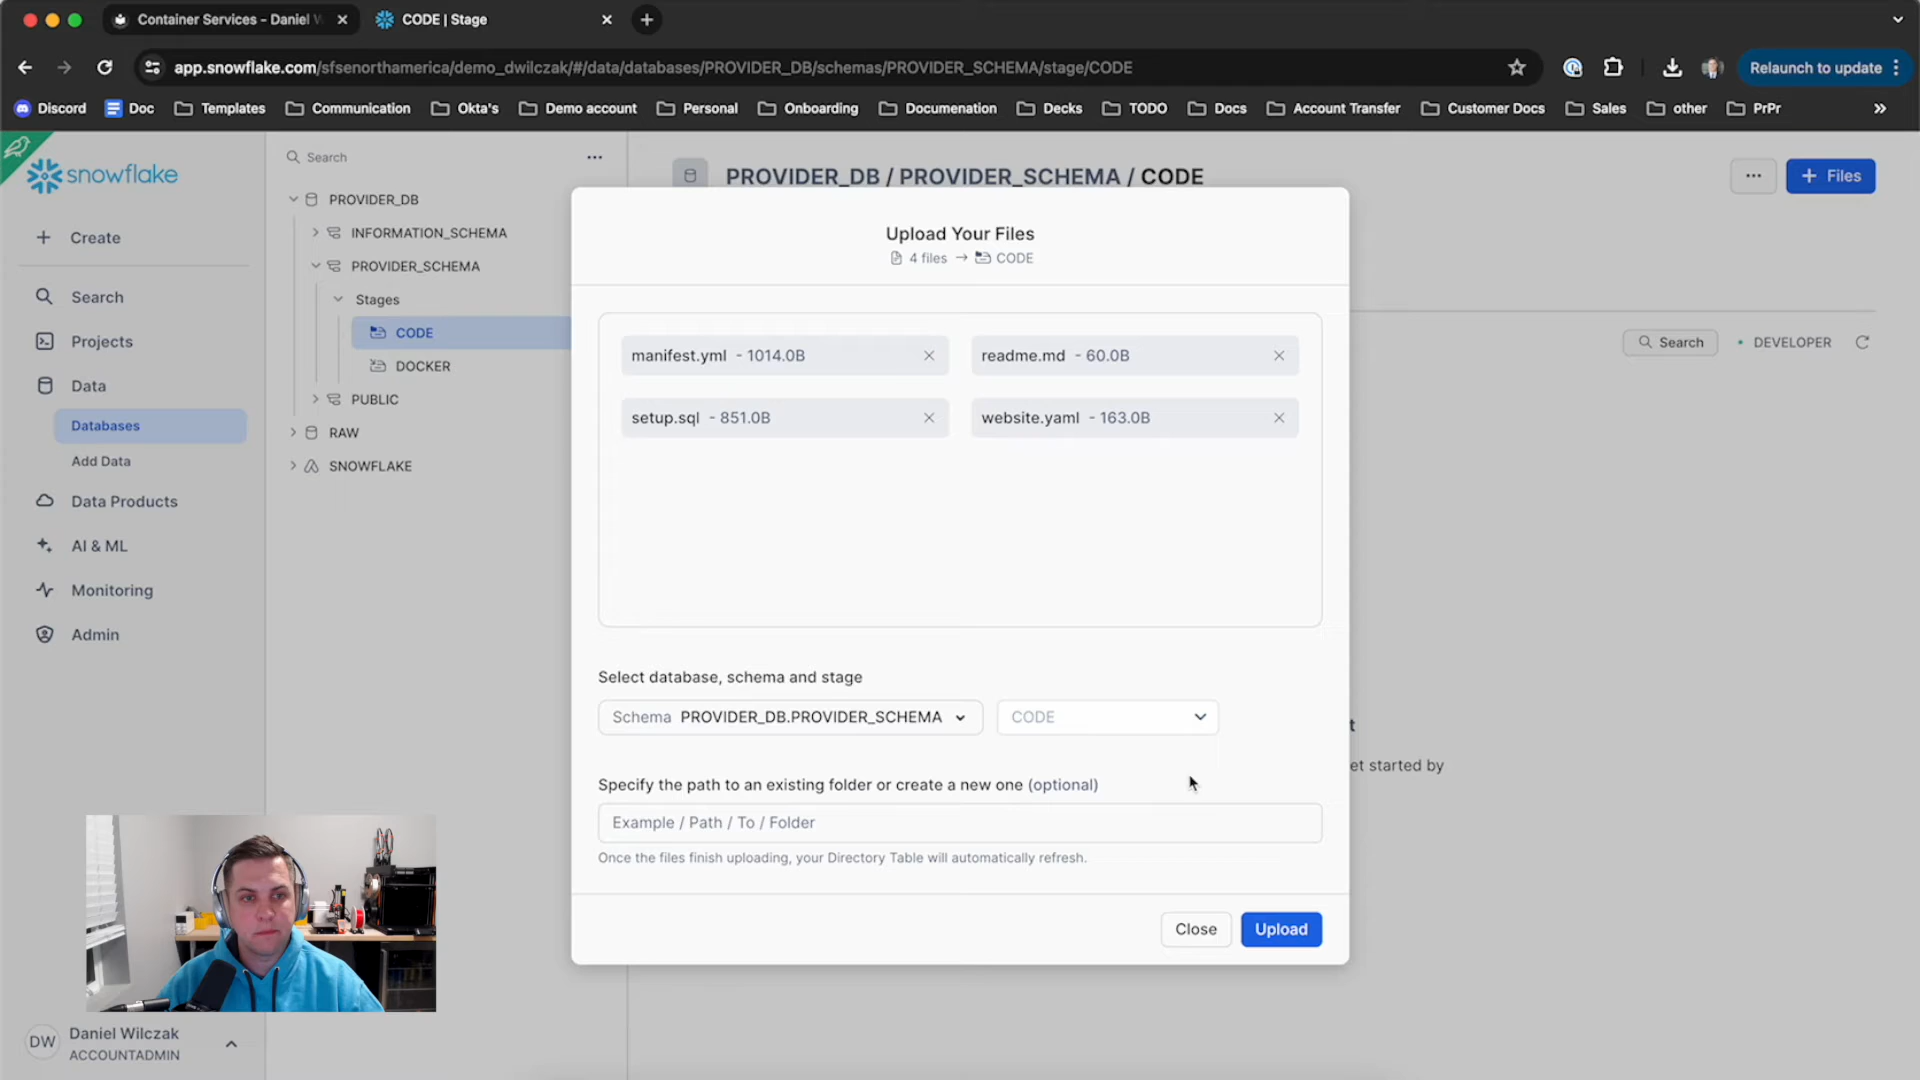 Container Services - Daniel W
CODE | Stage
app.snowflake.com/sfsenorthamerica/demo_dwilczak/#/data/databases/PROVIDER_DB/schemas/PROVIDER_SCHEMA/stage/CODE
Relaunch to update
Discord
Doc
Templates
Communication
Okta's
Demo account
Personal
Onboarding
Documenation
Decks
TODO
Docs
Account Transfer
Customer Docs
Sales
other
PrPr
snowflake
Create
Search
Projects
Data
Databases
Add Data
Data Products
AI & ML
Monitoring
Admin
DW
Daniel Wilczak
ACCOUNTADMIN
Search
PROVIDER_DB
INFORMATION_SCHEMA
PROVIDER_SCHEMA
Stages
CODE
DOCKER
PUBLIC
RAW
SNOWFLAKE
PROVIDER_DB / PROVIDER_SCHEMA / CODE
+ Files
Search
DEVELOPER
et started by
Upload Your Files
4 files → CODE
manifest.yml - 1014.0B
readme.md - 60.0B
setup.sql - 851.0B
website.yaml - 163.0B
Select database, schema and stage
Schema PROVIDER_DB.PROVIDER_SCHEMA
CODE
Specify the path to an existing folder or create a new one (optional)
Example / Path / To / Folder
Once the files finish uploading, your Directory Table will automatically refresh.
Close
Upload